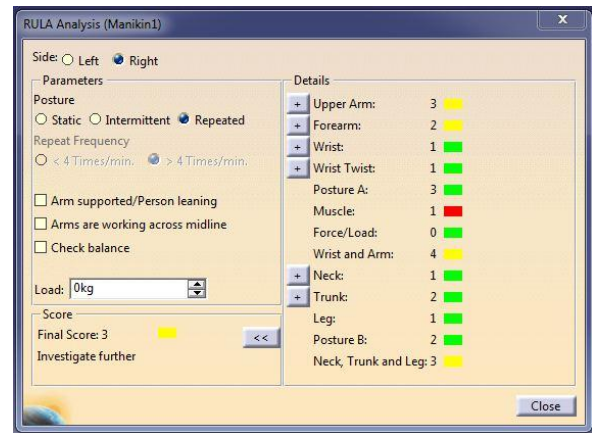 RULA Analysis (Manikin1)
X
Side: Left Right
Parameters
Posture
Static Intermittent Repeated
Repeat Frequency
< 4 Times/min. > 4 Times/min.
Arm supported/Person leaning
Arms are working across midline
Check balance
Load: 0kg
Score
Final Score: 3
<<
Investigate further
Details
+ Upper Arm: 3
+ Forearm: 2
+ Wrist: 1
+ Wrist Twist: 1
Posture A: 3
Muscle: 1
Force/Load: 0
Wrist and Arm: 4
+ Neck: 1
+ Trunk: 2
Leg: 1
Posture B: 2
Neck, Trunk and Leg: 3
Close